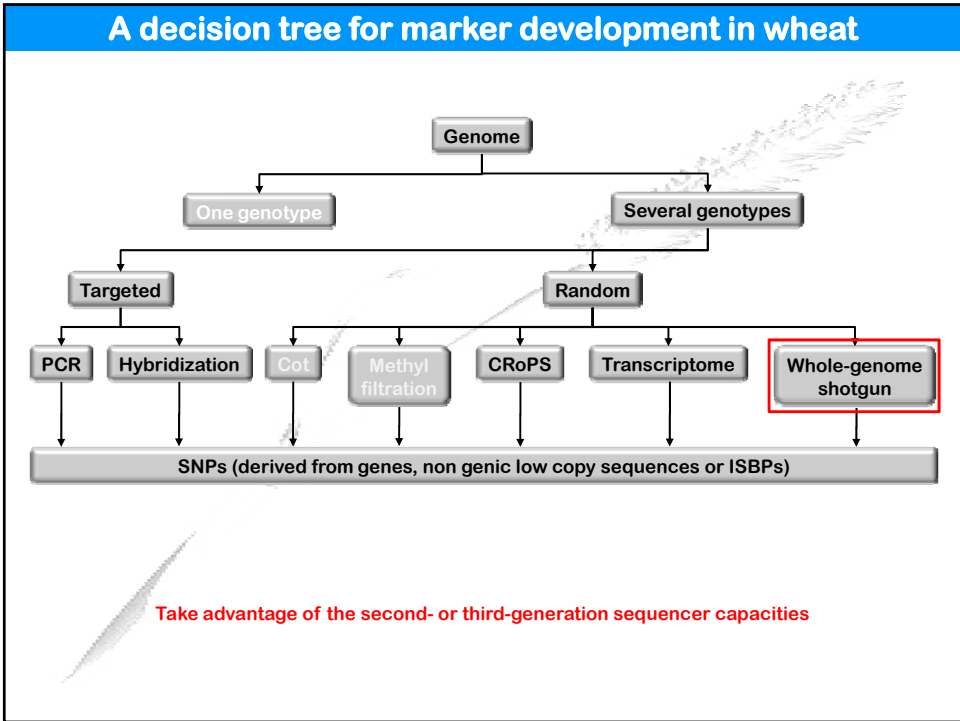 A decision tree for marker development in wheat
Genome
One genotype
Several genotypes
Targeted
Random
PCR
Hybridization
Cot
Methyl
filtration
CRoPS
Transcriptome
Whole-genome
shotgun
SNPs (derived from genes, non genic low copy sequences or ISBPs)
Take advantage of the second- or third-generation sequencer capacities